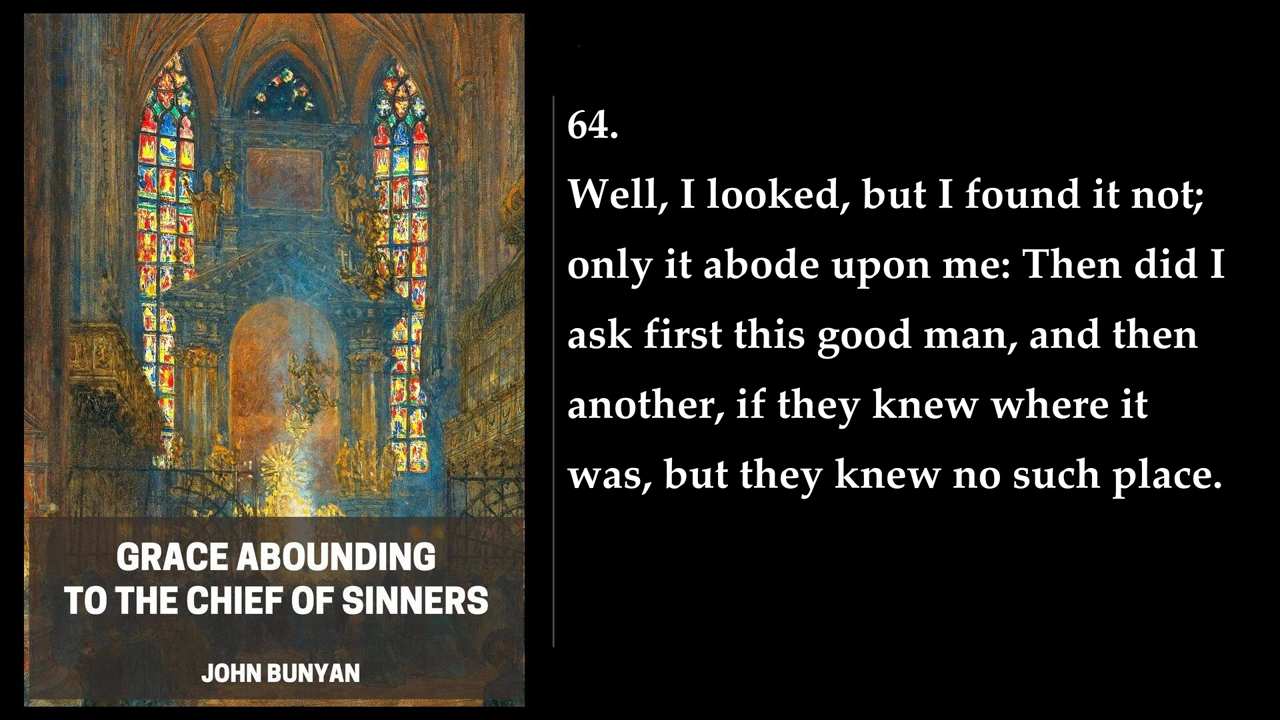 GRACE ABOUNDING
TO THE CHIEF OF SINNERS
JOHN BUNYAN
64.
Well, I looked, but I found it not;
only it abode upon me: Then did I
ask first this good man, and then
another, if they knew where it
was, but they knew no such place.